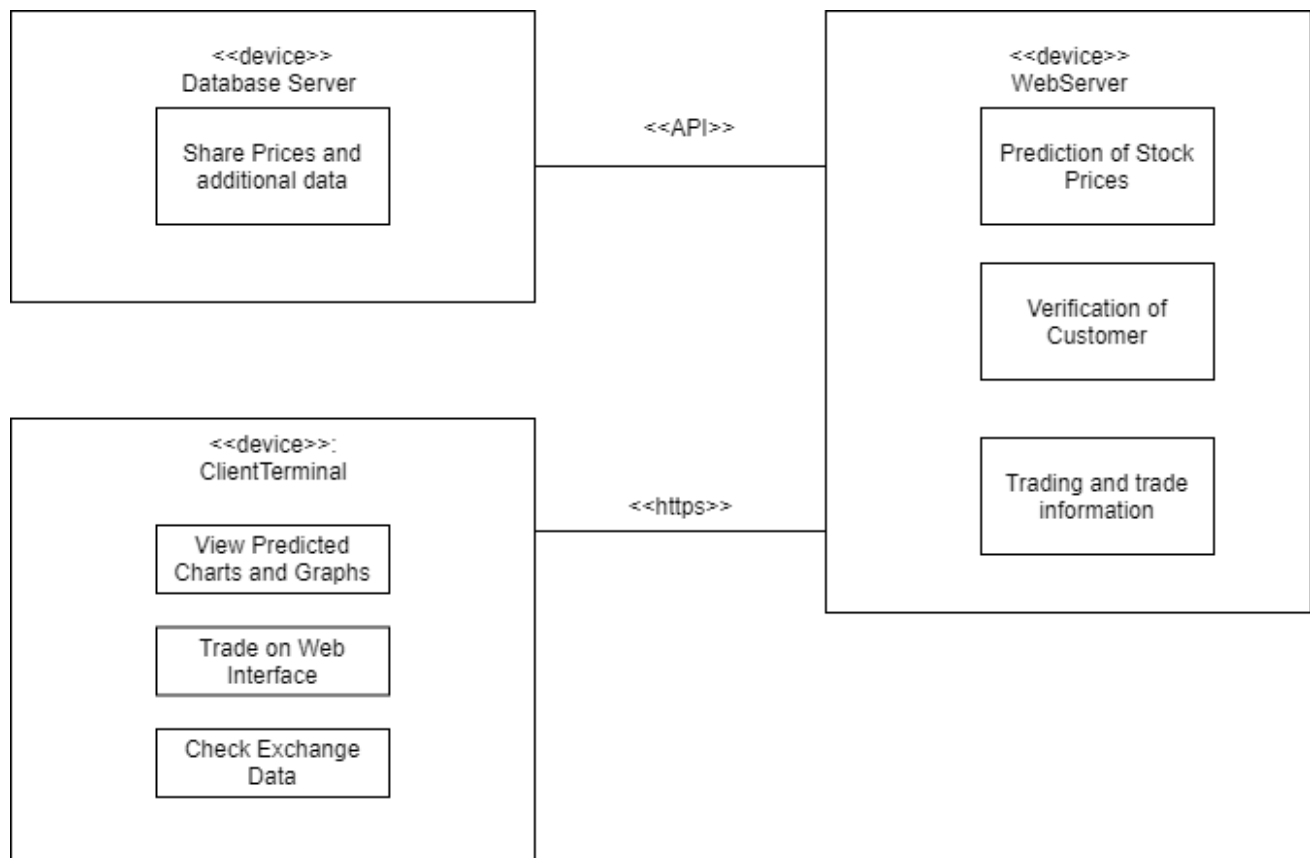 <<device>>
Database Server
Share Prices and
additional data
<<API>>
<<device>>
WebServer
Prediction of Stock
Prices
Verification of
Customer
Trading and trade
information
<<device>>:
ClientTerminal
View Predicted
Charts and Graphs
Trade on Web
Interface
Check Exchange
Data
<<https>>